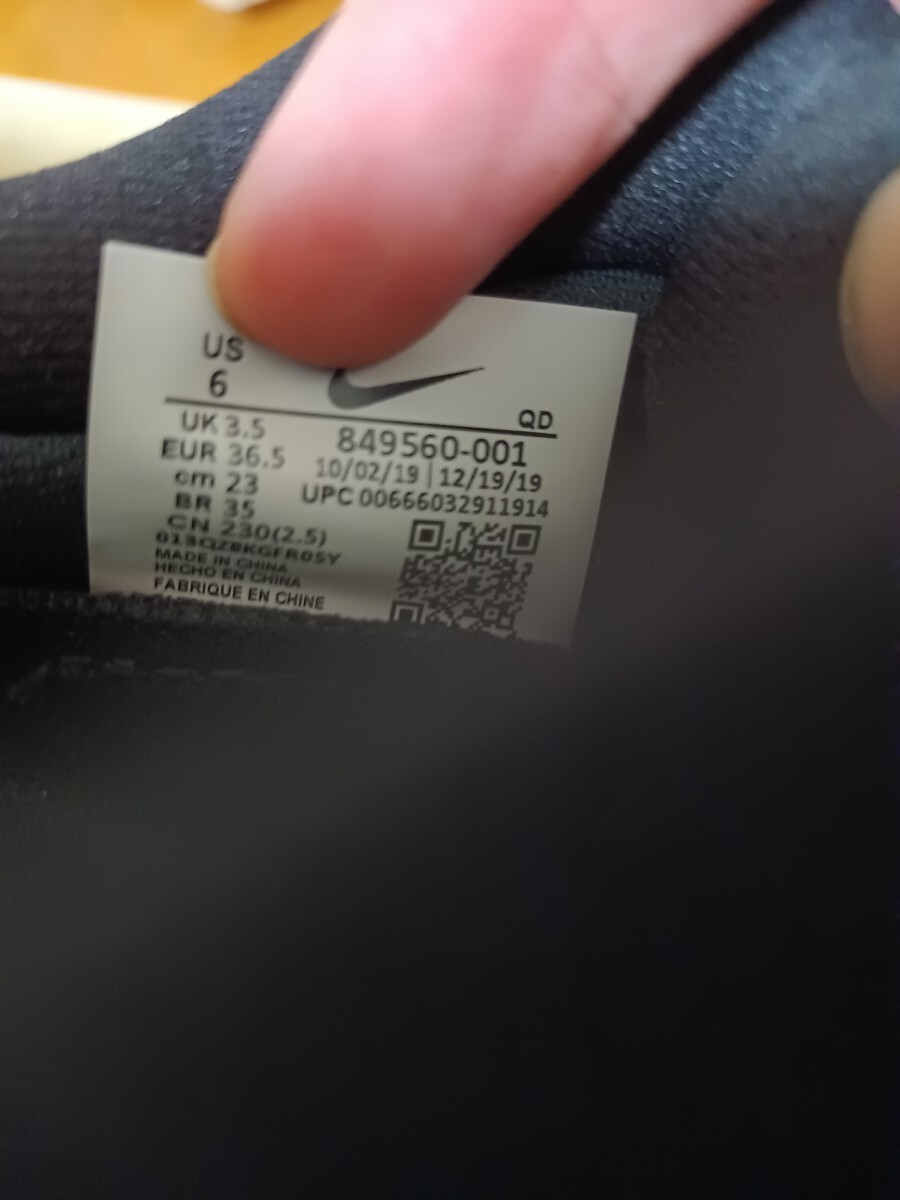 US
6
QD
UK 3.5
EUR 36.5
cm 23
BR 35
CN 230(2.5)
849560-001
10/02/19 | 12/19/19
UPC 00666032911914
013QZBKGFR05Y
MADE IN CHINA
HECHO EN CHINA
FABRIQUE EN CHINE